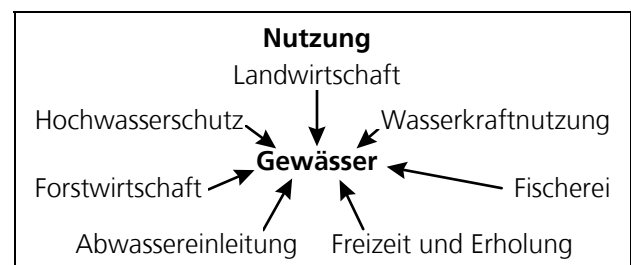 Nutzung
Landwirtschaft
Hochwasserschutz Wasserkraftnutzung
Gewässer
Forstwirtschaft Fischerei
Abwassereinleitung Freizeit und Erholung